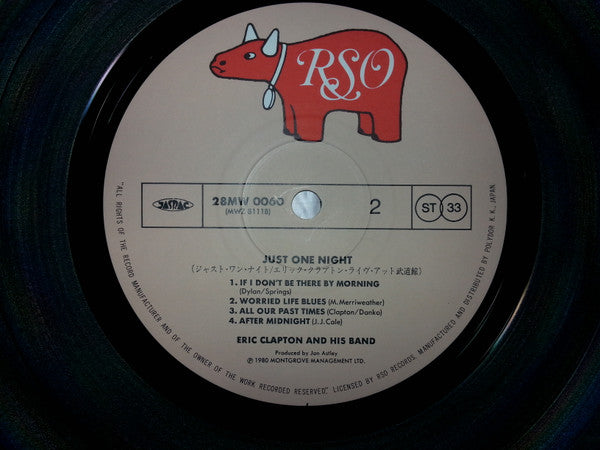 RSO
JASRAC
28MW 0060
(MWZ 8111B)
2
ST 33
JUST ONE NIGHT
(ジャスト・ワン・ナイト/エリック・クラプトン・ライヴ・アット武道館)
1. IF I DON'T BE THERE BY MORNING
(Dylan/Springs)
2. WORRIED LIFE BLUES (M. Merriweather)
3. ALL OUR PAST TIMES (Clapton/Danko)
4. AFTER MIDNIGHT (J.J. Cale)
ERIC CLAPTON AND HIS BAND
Produced by Jon Astley
℗ 1980 MONTGROVE MANAGEMENT LTD.
"ALL RIGHTS OF THE RECORD MANUFACTURER AND OF THE OWNER OF THE WORK RECORDED RESERVED." LICENSED BY RSO RECORDS, MANUFACTURED AND DISTRIBUTED BY POLYDOR K. K., JAPAN.